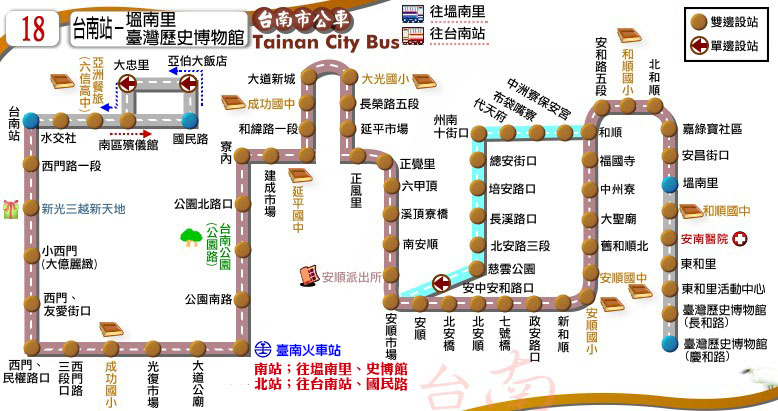 18
台南站－塭南里
臺灣歷史博物館
台南市公車
Tainan City Bus
往塭南里
往台南站
雙邊設站
單邊設站
台南站
水交社
亞洲餐旅
(六信高中)
大忠里
亞伯大飯店
南區殯儀館
國民路
西門路一段
新光三越新天地
小西門
(大億麗緻)
西門、
友愛街口
西門、
民權路口
西門路
三段口
成功國小
光復市場
大道公廟
臺南火車站
南站；往塭南里、史博館
北站；往台南站、國民路
公園南路
台南公園
(公園路)
公園北路口
寮內
建成市場
延平國中
和緯路一段
成功國中
大道新城
大光國小
長榮路五段
延平市場
正風里
正覺里
六甲頂
溪頂寮橋
南安順
安順派出所
安順市場
安順
北安橋
北安順
七號橋
政安路口
新和順
安順國小
安中安和路口
慈雲公園
北安路三段
長溪路口
培安路口
總安街口
州南
十街口
代天府
布袋嘴寮
中洲寮保安宮
和順
福國寺
中州寮
大聖廟
舊和順北
安順國中
安和路五段
和順國小
北和順
嘉綠寶社區
安昌街口
塭南里
和順國中
安南醫院
東和里
東和里活動中心
臺灣歷史博物館
(長和路)
臺灣歷史博物館
(慶和路)
台南